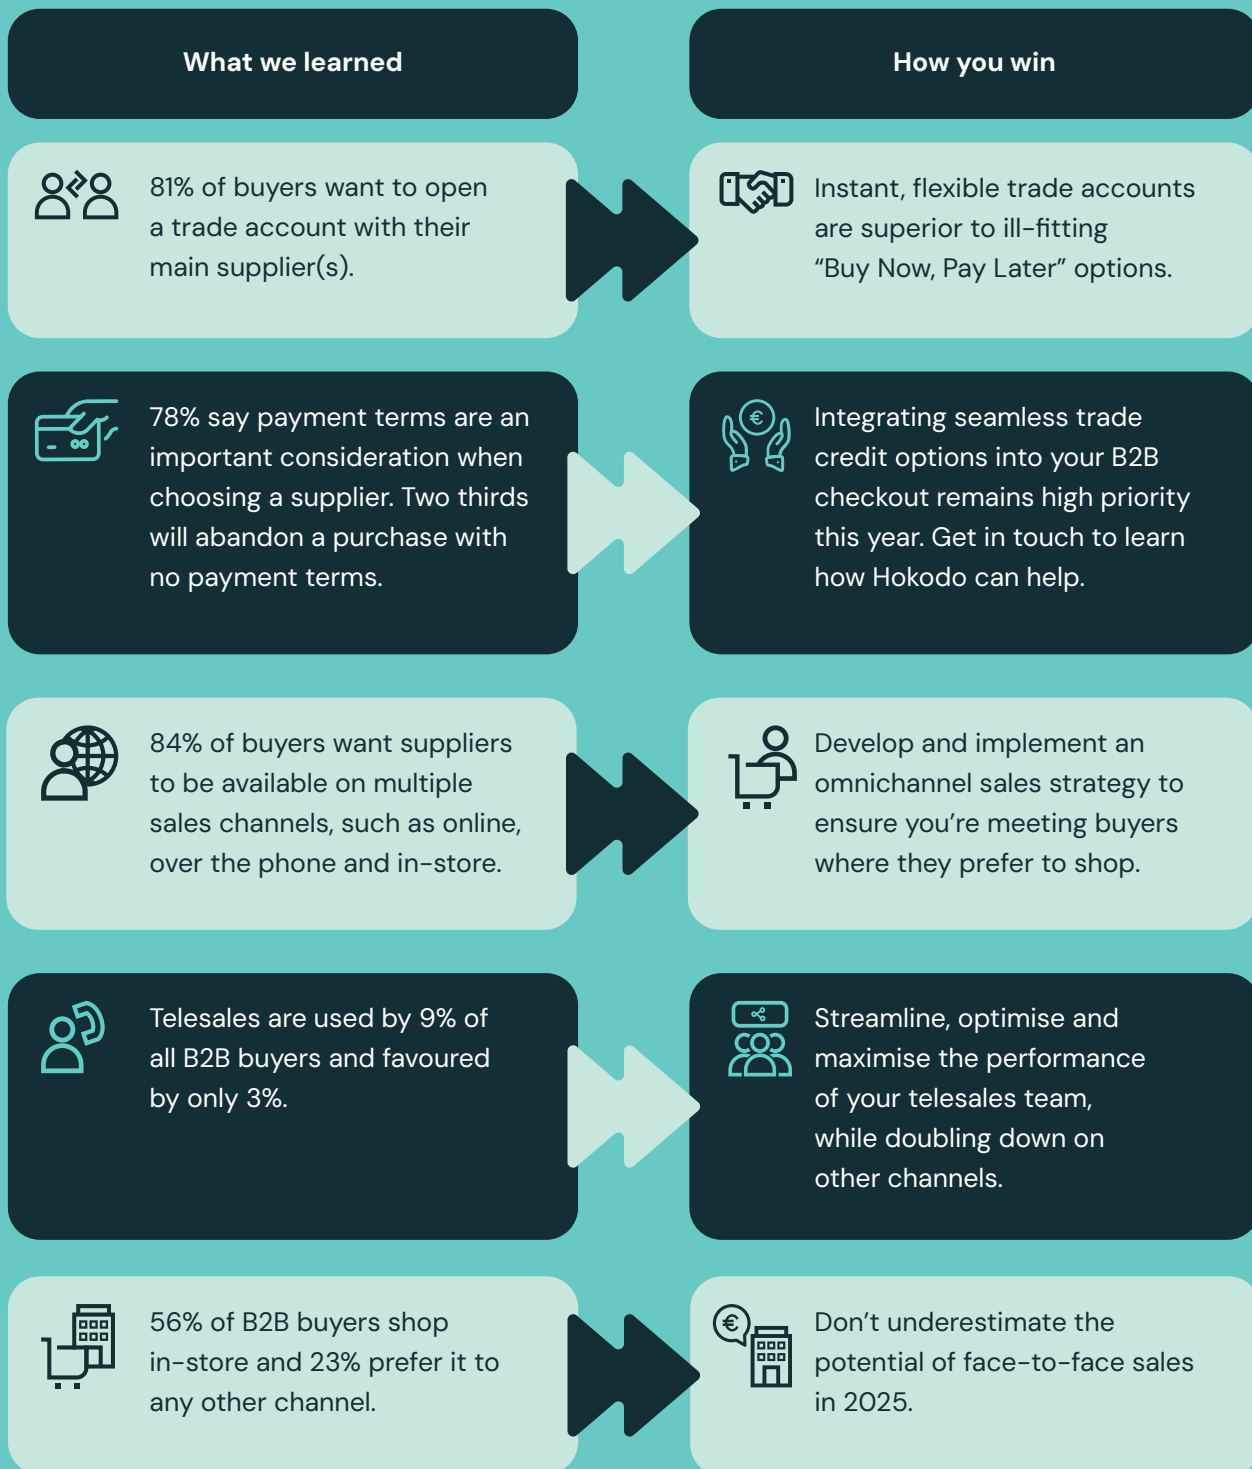 What we learned
How you win
81% of buyers want to open
a trade account with their
main supplier(s).
Instant, flexible trade accounts
are superior to ill-fitting
“Buy Now, Pay Later” options.
78% say payment terms are an
important consideration when
choosing a supplier. Two thirds
will abandon a purchase with
no payment terms.
€
Integrating seamless trade
credit options into your B2B
checkout remains high priority
this year. Get in touch to learn
how Hokodo can help.
84% of buyers want suppliers
to be available on multiple
sales channels, such as online,
over the phone and in-store.
Develop and implement an
omnichannel sales strategy to
ensure you’re meeting buyers
where they prefer to shop.
Telesales are used by 9% of
all B2B buyers and favoured
by only 3%.
Streamline, optimise and
maximise the performance
of your telesales team,
while doubling down on
other channels.
56% of B2B buyers shop
in-store and 23% prefer it to
any other channel.
€
Don’t underestimate the
potential of face-to-face sales
in 2025.